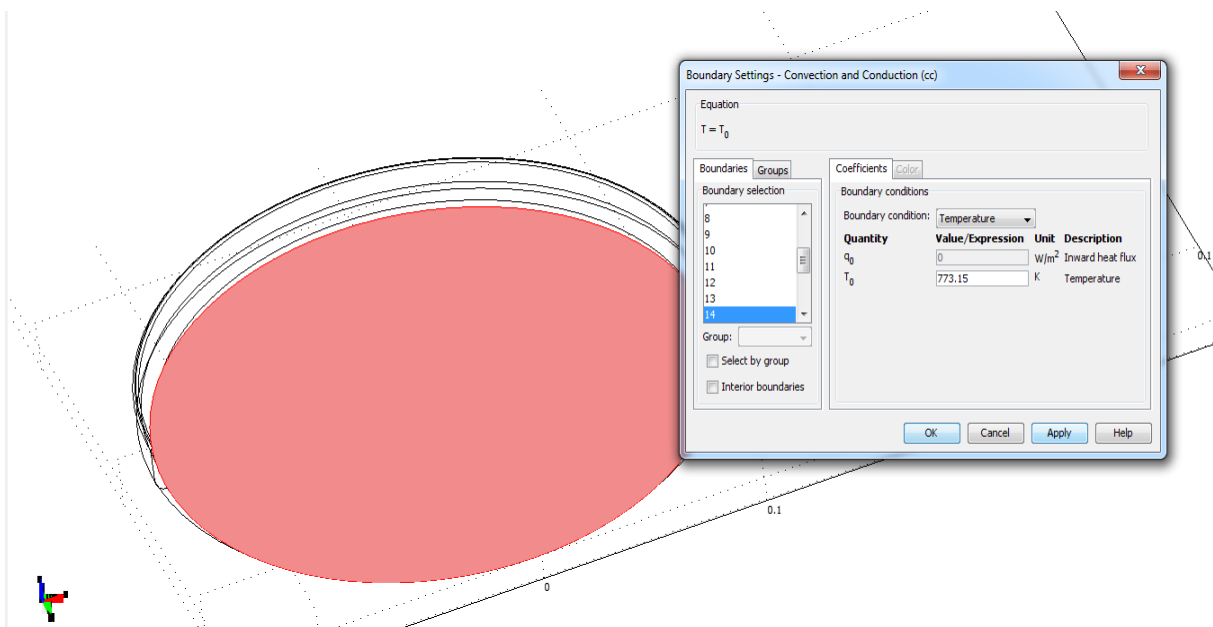 Boundary Settings - Convection and Conduction (cc)
Equation
T = T₀
Boundaries Groups
Boundary selection
8
9
10
11
12
13
14
Group:
Select by group
Interior boundaries
Coefficients Color
Boundary conditions
Boundary condition: Temperature
Quantity Value/Expression Unit Description
q₀ 0 W/m² Inward heat flux
T₀ 773.15 K Temperature
OK Cancel Apply Help
0.1
0.1
0